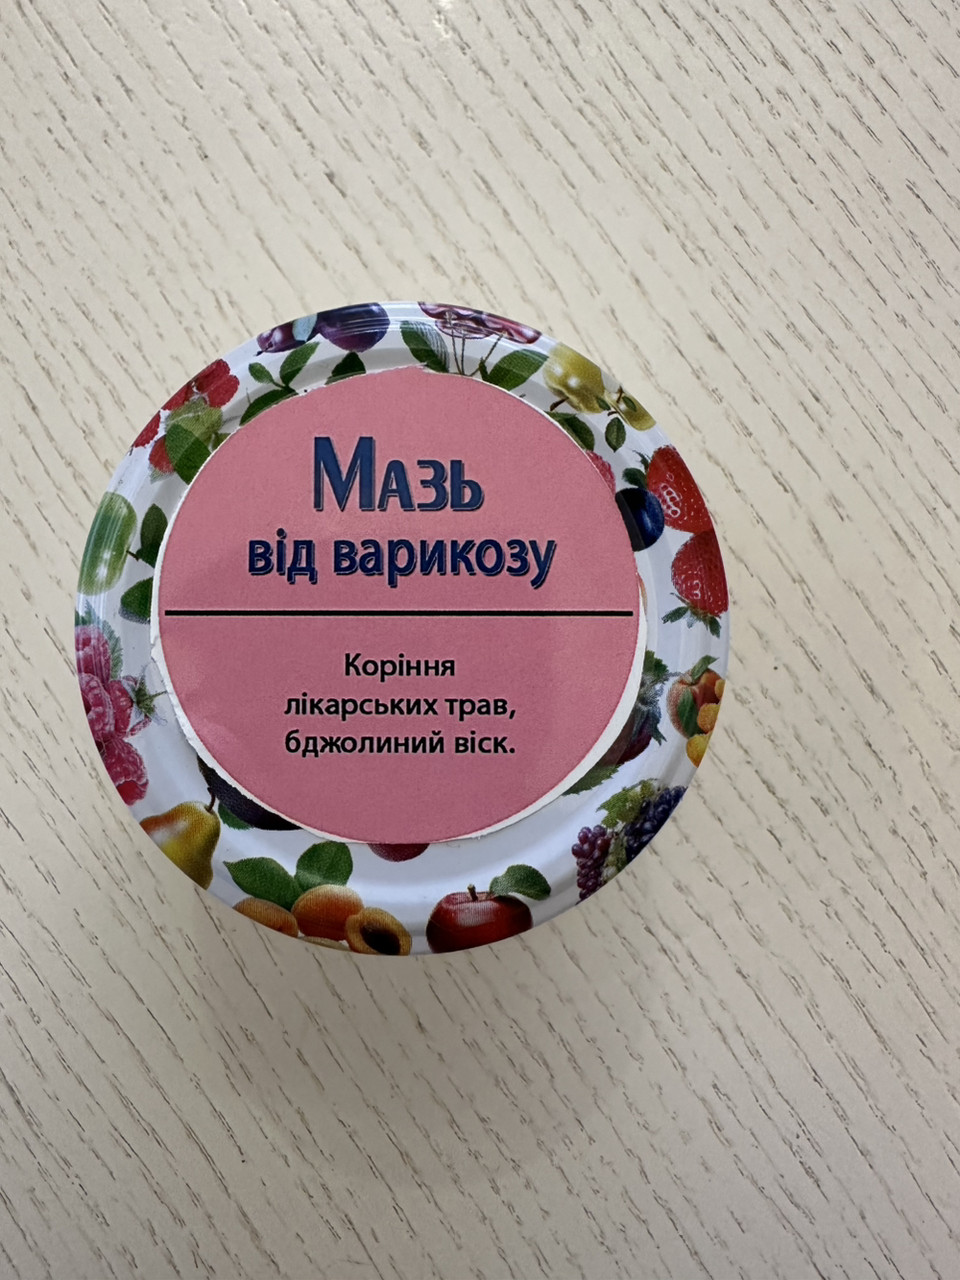 Мазь
від варикозу
Коріння
лікарських трав,
бджолиний віск.